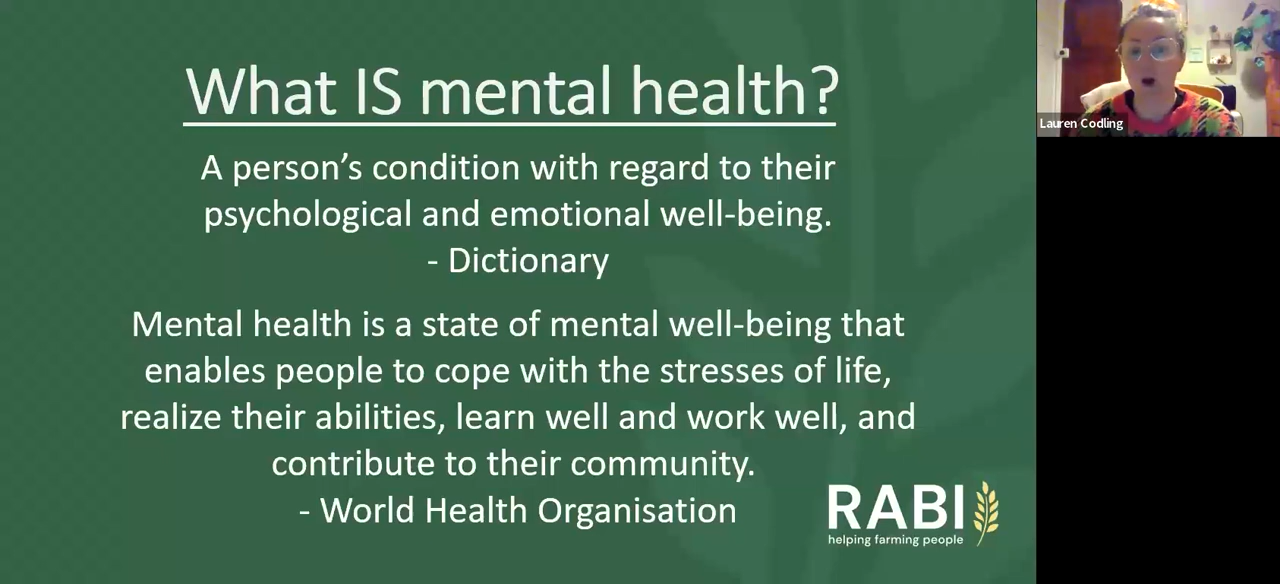 What IS mental health?
A person’s condition with regard to their
psychological and emotional well-being.
- Dictionary
Mental health is a state of mental well-being that
enables people to cope with the stresses of life,
realize their abilities, learn well and work well, and
contribute to their community.
- World Health Organisation
RABI
helping farming people
Lauren Codling